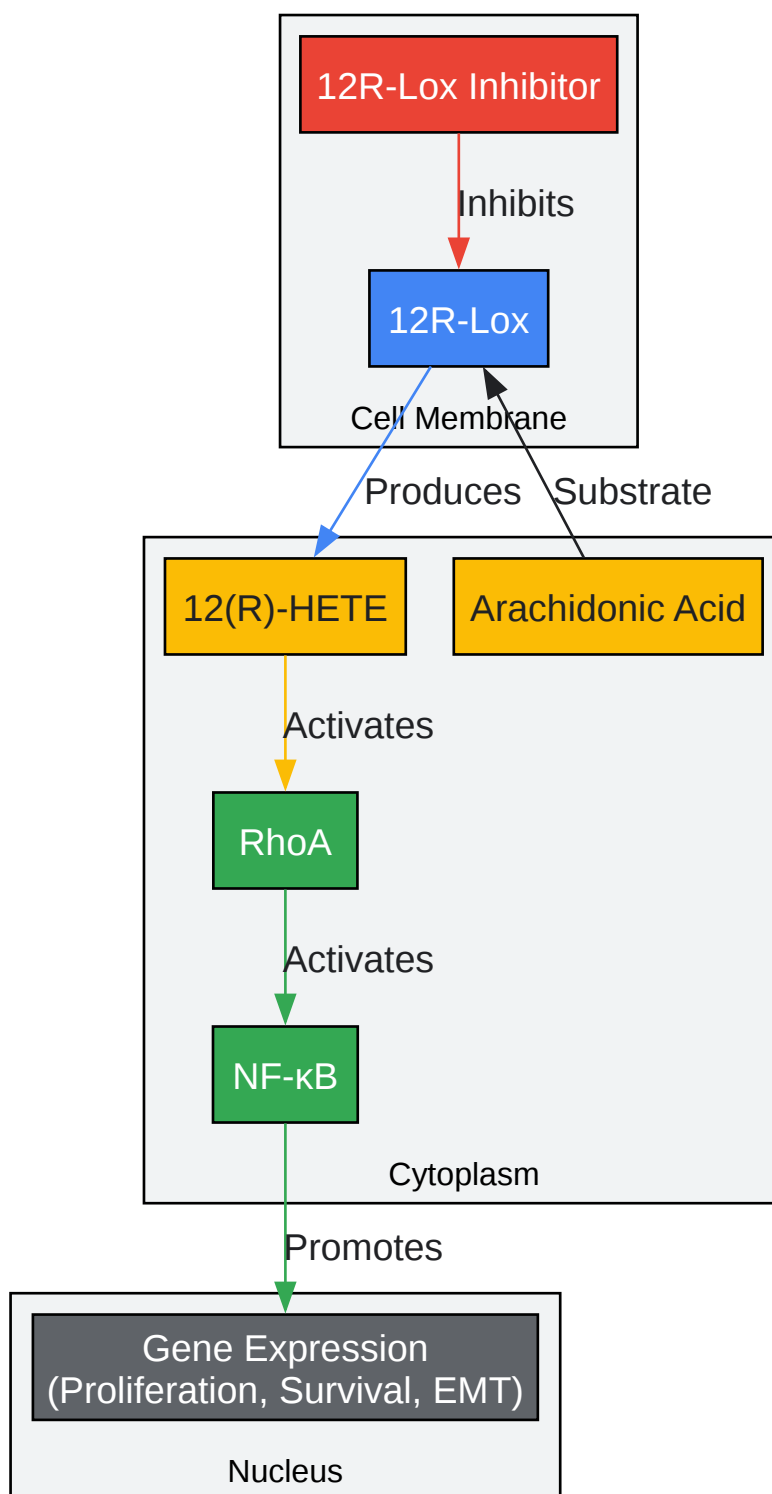 12R-Lox Inhibitor
Inhibits
12R-Lox
Cell Membrane
Produces
Substrate
12(R)-HETE
Arachidonic Acid
Activates
RhoA
Activates
NF-κB
Cytoplasm
Promotes
Gene Expression
(Proliferation, Survival, EMT)
Nucleus